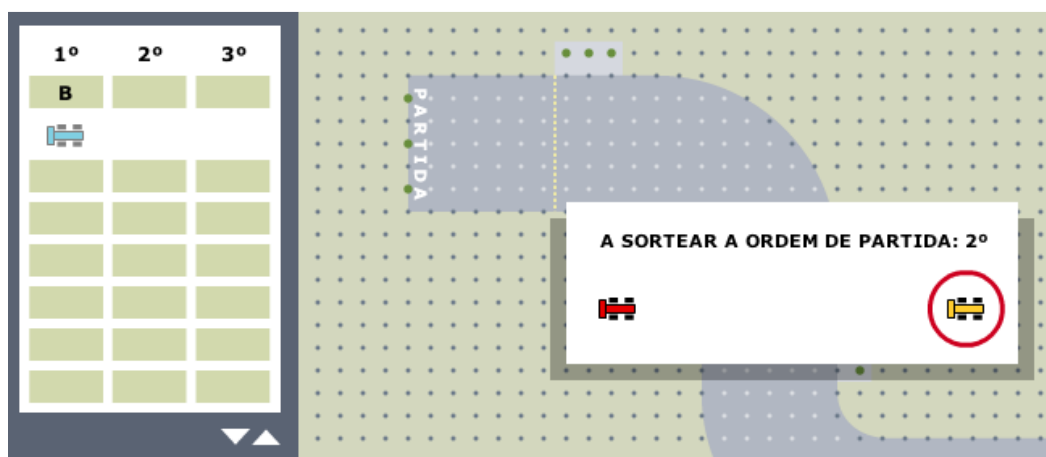 1º 2º 3º
B
PARTIDA
A SORTEAR A ORDEM DE PARTIDA: 2º